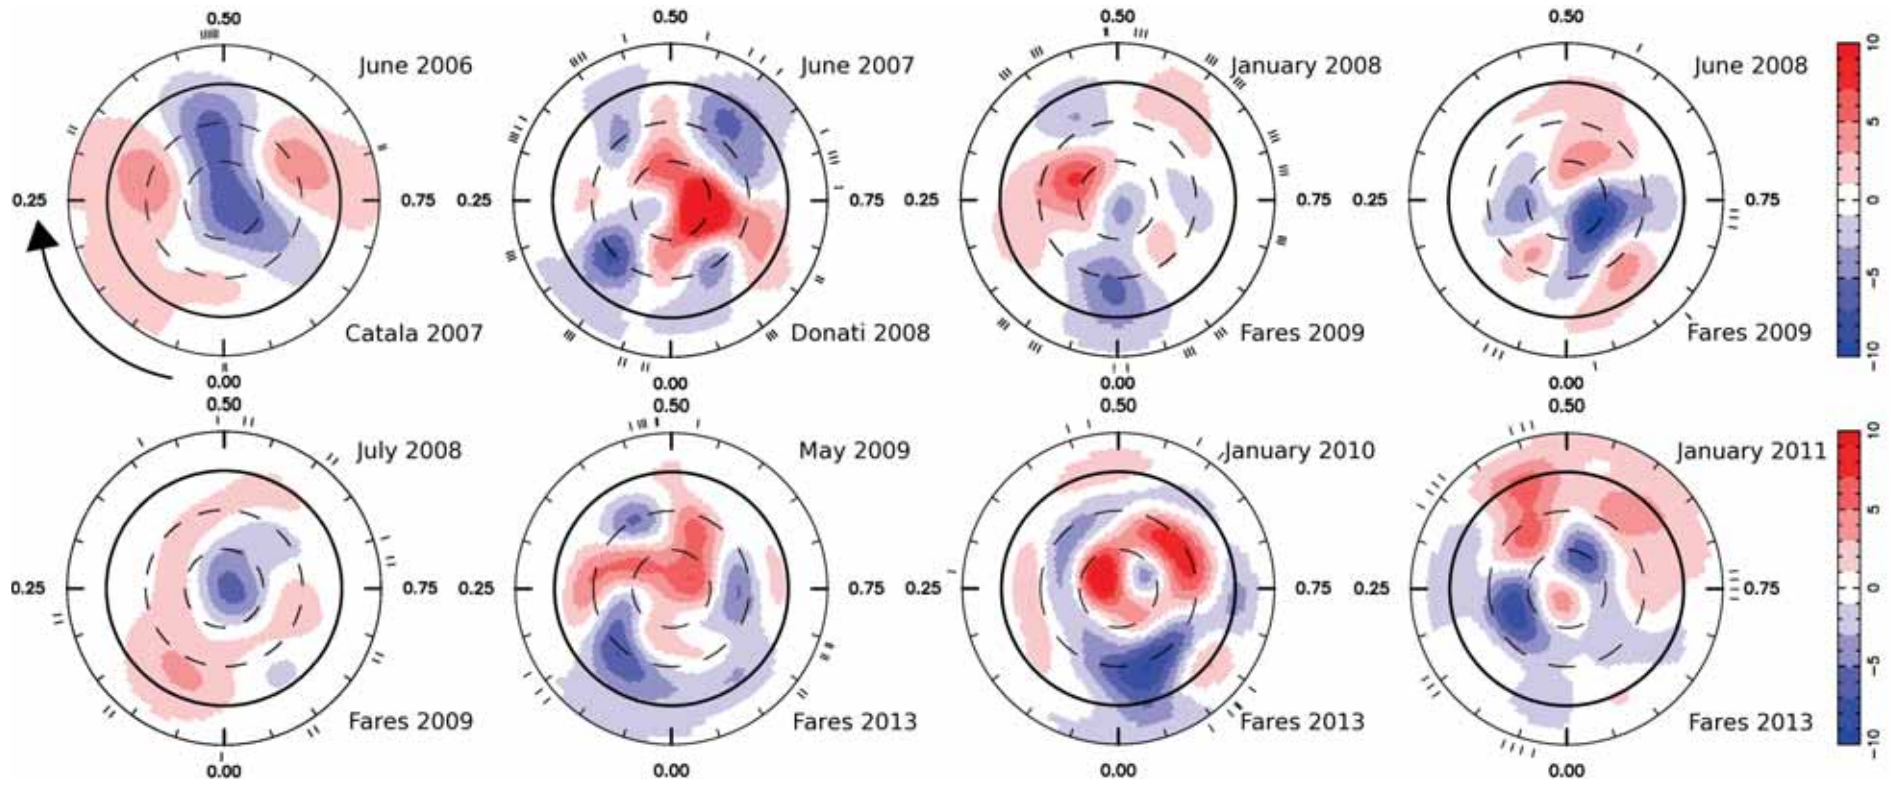 0.50 0.50 0.50 0.50
June 2006 June 2007 January 2008 June 2008 10
5
0.25 0.75 0.25 0.75 0.25 0.75 0.25 0.75 0
−5
Catala 2007 Donati 2008 Fares 2009 Fares 2009 −10
0.00 0.00 0.00 0.00
0.50 0.50 0.50 0.50
July 2008 May 2009 January 2010 January 2011 10
5
0.25 0.75 0.25 0.75 0.25 0.75 0.25 0.75 0
−5
Fares 2009 Fares 2013 Fares 2013 Fares 2013 −10
0.00 0.00 0.00 0.00